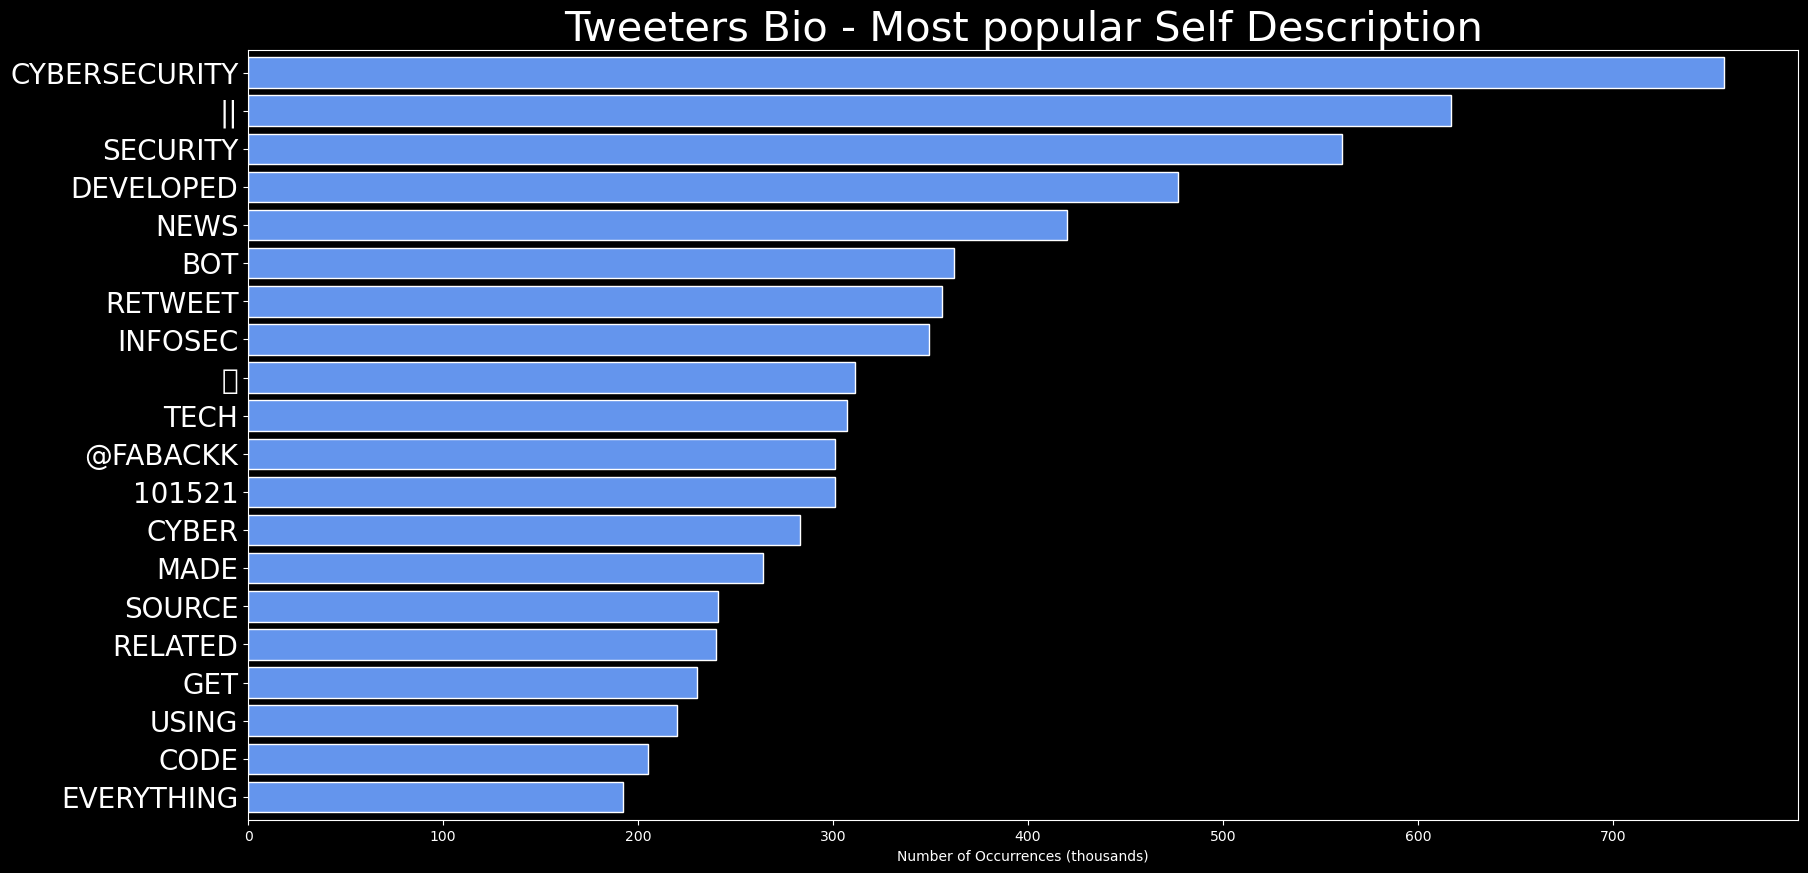 Tweeters Bio - Most popular Self Description
CYBERSECURITY
||
SECURITY
DEVELOPED
NEWS
BOT
RETWEET
INFOSEC
TECH
@FABACKK
101521
CYBER
MADE
SOURCE
RELATED
GET
USING
CODE
EVERYTHING
0 100 200 300 400 500 600 700
Number of Occurrences (thousands)